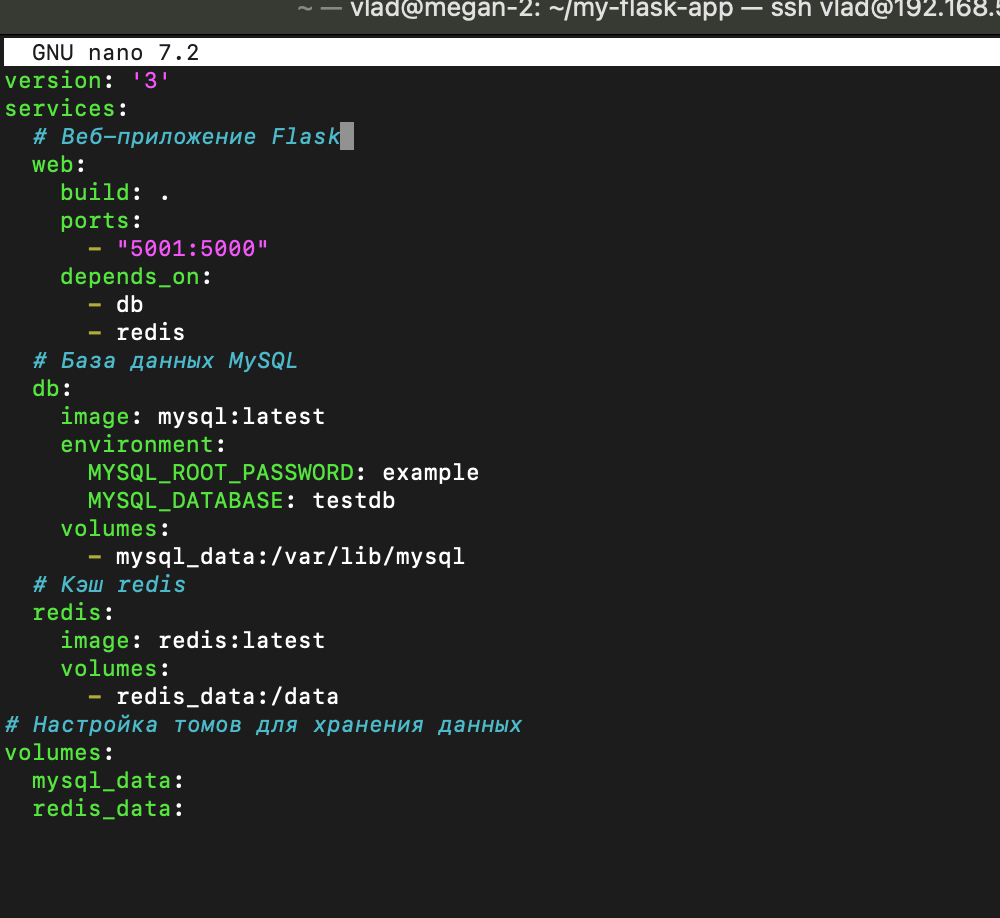 ~ — vlad@megan-2: ~/my-flask-app — ssh vlad@192.168.
GNU nano 7.2
version: '3'
services:
  # Веб-приложение Flask
  web:
    build: .
    ports:
      - "5001:5000"
    depends_on:
      - db
      - redis
  # База данных MySQL
  db:
    image: mysql:latest
    environment:
      MYSQL_ROOT_PASSWORD: example
      MYSQL_DATABASE: testdb
    volumes:
      - mysql_data:/var/lib/mysql
  # Кэш redis
  redis:
    image: redis:latest
    volumes:
      - redis_data:/data
# Настройка томов для хранения данных
volumes:
  mysql_data:
  redis_data: